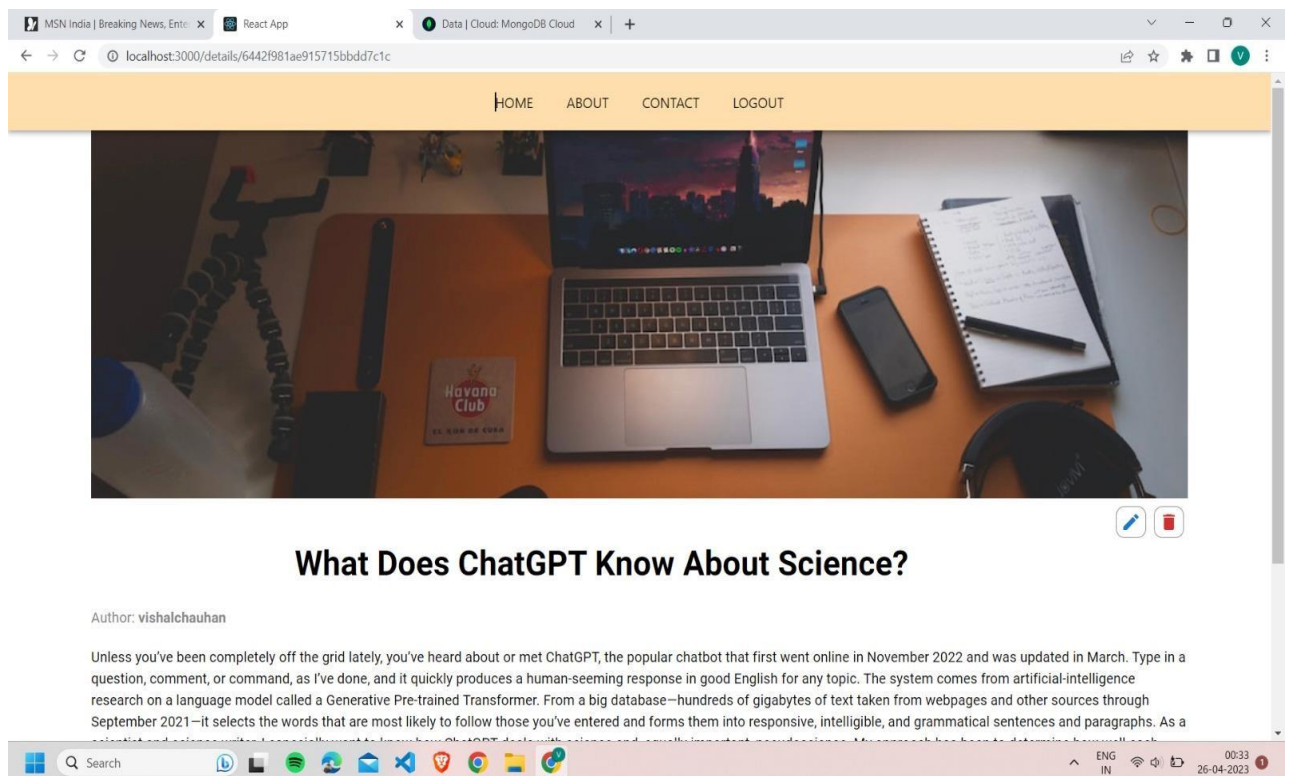 MSN India | Breaking News, Ente
React App
Data | Cloud: MongoDB Cloud
localhost:3000/details/6442f981ae915715bbdd7c1c
V
HOME ABOUT CONTACT LOGOUT
Havana
Club
EL RON DE CUBA
What Does ChatGPT Know About Science?
Author: vishalchauhan
Unless you’ve been completely off the grid lately, you’ve heard about or met ChatGPT, the popular chatbot that first went online in November 2022 and was updated in March. Type in a
question, comment, or command, as I’ve done, and it quickly produces a human-seeming response in good English for any topic. The system comes from artificial-intelligence
research on a language model called a Generative Pre-trained Transformer. From a big database—hundreds of gigabytes of text taken from webpages and other sources through
September 2021—it selects the words that are most likely to follow those you’ve entered and forms them into responsive, intelligible, and grammatical sentences and paragraphs. As a
Search
ENG
IN
00:33
26-04-2023
1